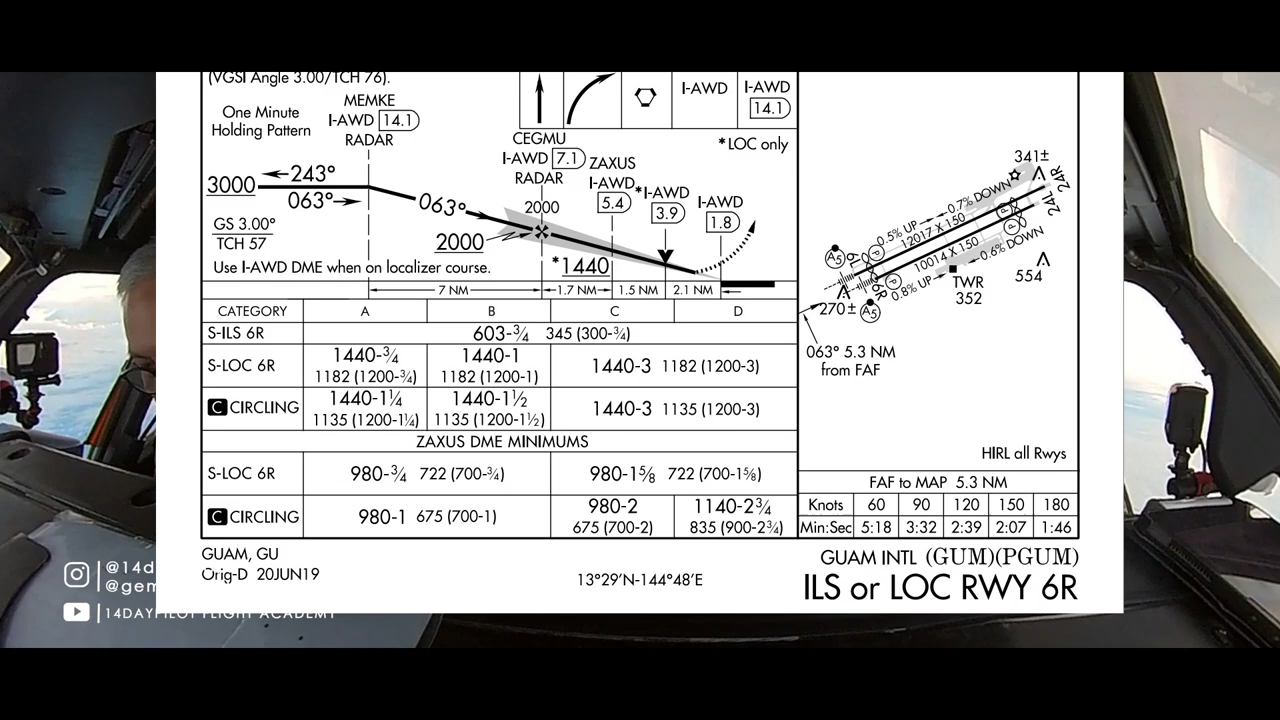 (VGSI Angle 3.00/TCH 76).
One Minute
Holding Pattern
MEMKE
I-AWD 14.1
RADAR
3000
243°
063°
063°
GS 3.00°
TCH 57
2000
Use I-AWD DME when on localizer course.
CEGMU
I-AWD 7.1
RADAR
2000
ZAXUS
I-AWD
5.4
*I-AWD
3.9
I-AWD
1.8
*1440
I-AWD
I-AWD
14.1
*LOC only
7 NM
1.7 NM
1.5 NM
2.1 NM
CATEGORY A B C D
S-ILS 6R 603-¾ 345 (300-¾)
S-LOC 6R
1440-¾
1182 (1200-¾)
1440-1
1182 (1200-1)
1440-3 1182 (1200-3)
C CIRCLING
1440-1¼
1135 (1200-1¼)
1440-1½
1135 (1200-1½)
1440-3 1135 (1200-3)
ZAXUS DME MINIMUMS
S-LOC 6R 980-¾ 722 (700-¾) 980-1⅝ 722 (700-1⅝)
C CIRCLING 980-1 675 (700-1)
980-2
675 (700-2)
1140-2¾
835 (900-2¾)
341±
24R
24L
0.7% DOWN
0.5% UP
12017 X 150
10014 X 150
0.6% DOWN
0.8% UP
P
P
P
P
A5
6L
6R
TWR
352
554
270±
A5
063° 5.3 NM
from FAF
HIRL all Rwys
FAF to MAP 5.3 NM
Knots 60 90 120 150 180
Min:Sec 5:18 3:32 2:39 2:07 1:46
GUAM, GU
Orig-D 20JUN19
13°29'N-144°48'E
GUAM INTL (GUM)(PGUM)
ILS or LOC RWY 6R
@14d
@gem
14DAYPILOT FLIGHT ACADEMY